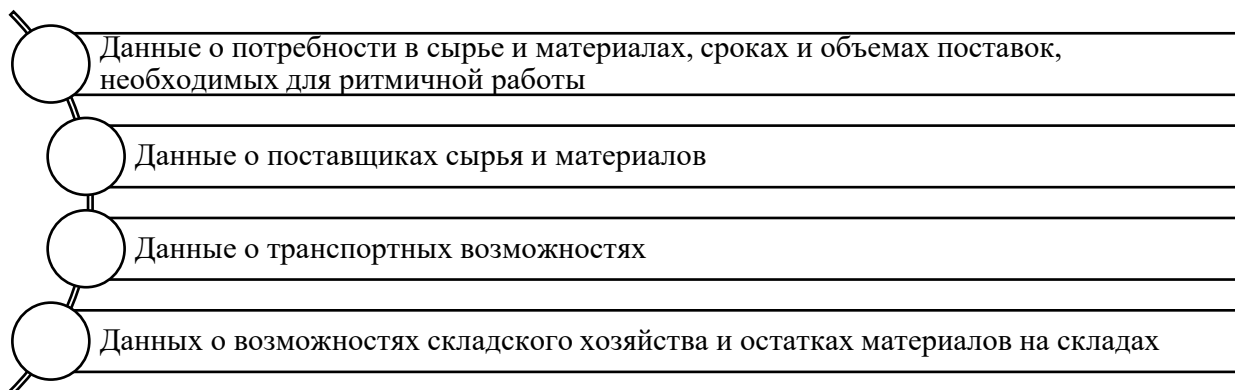 Данные о потребности в сырье и материалах, сроках и объемах поставок,
необходимых для ритмичной работы
Данные о поставщиках сырья и материалов
Данные о транспортных возможностях
Данных о возможностях складского хозяйства и остатках материалов на складах